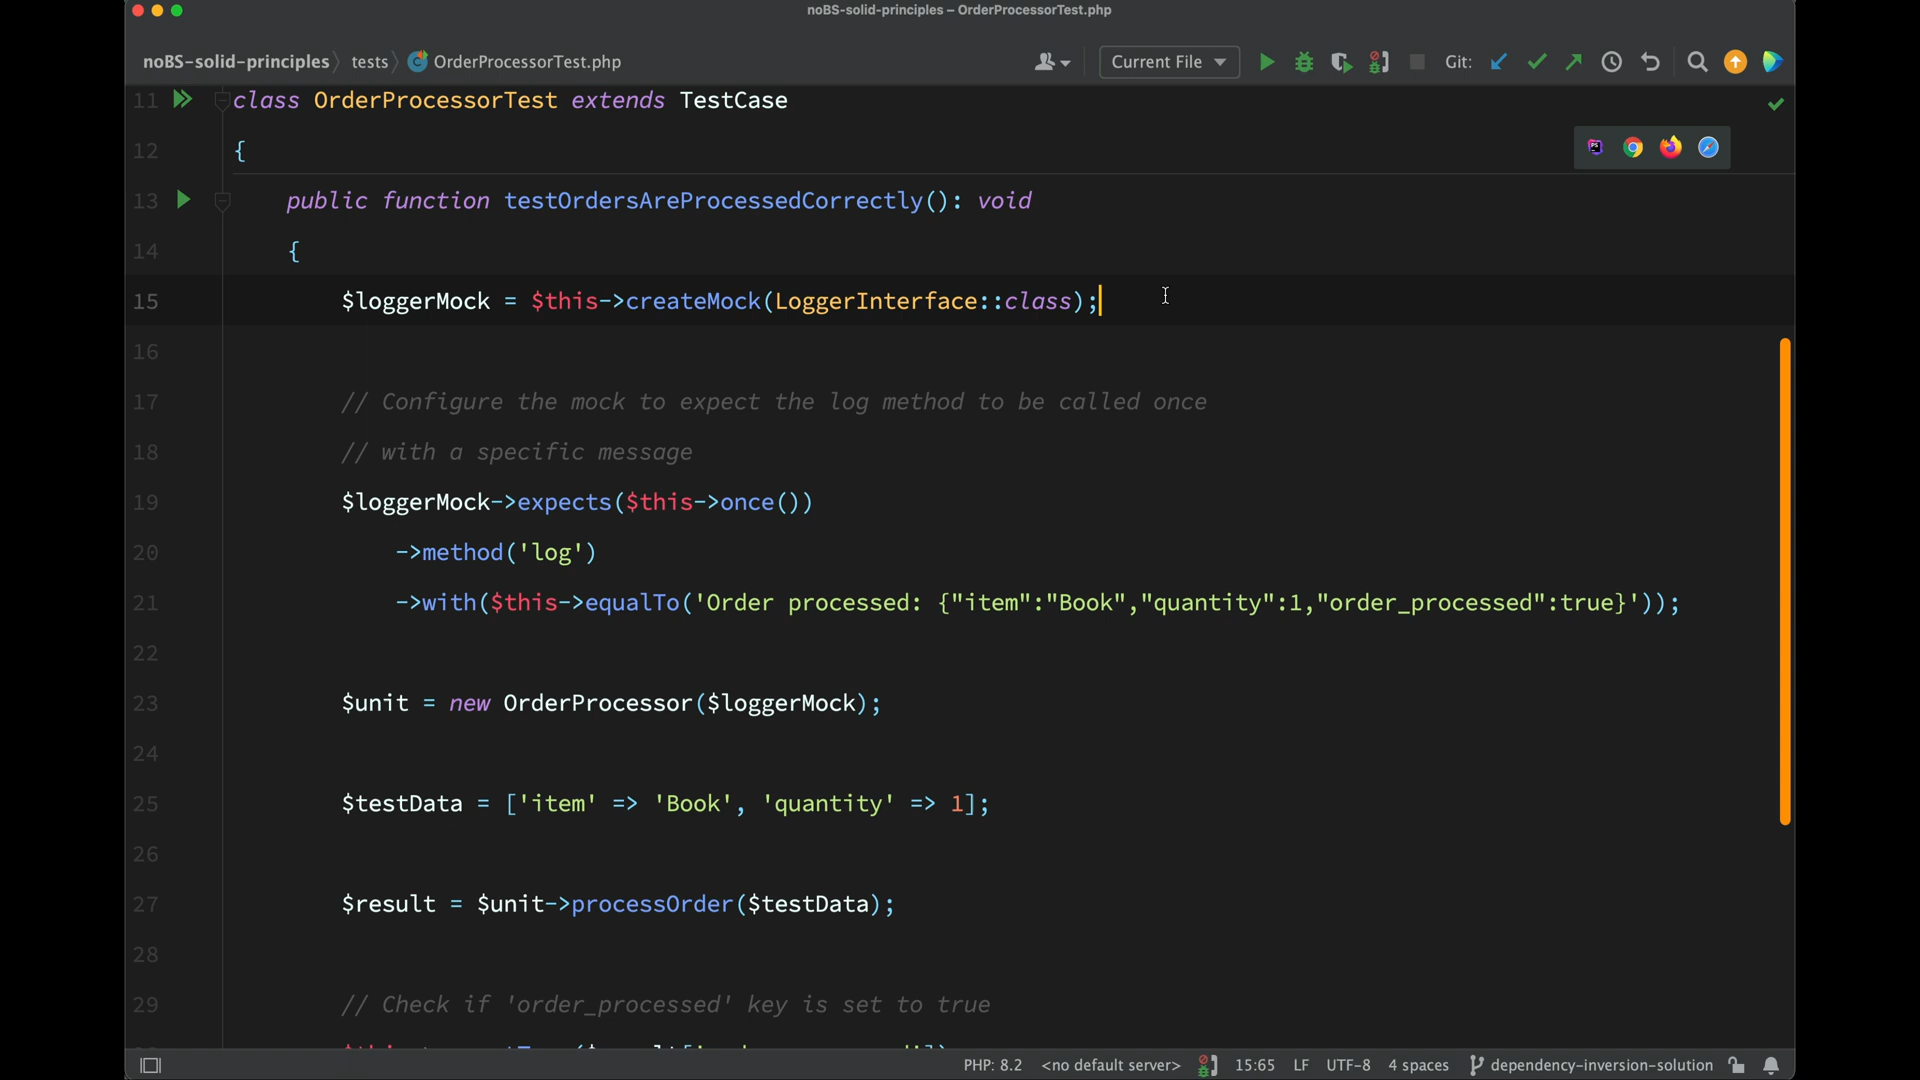 noBS-solid-principles – OrderProcessorTest.php
noBS-solid-principles tests OrderProcessorTest.php Current File Git:
11 class OrderProcessorTest extends TestCase
12 {
13 public function testOrdersAreProcessedCorrectly(): void
14 {
15 $loggerMock = $this->createMock(LoggerInterface::class);
16
17 // Configure the mock to expect the log method to be called once
18 // with a specific message
19 $loggerMock->expects($this->once())
20 ->method('log')
21 ->with($this->equalTo('Order processed: {"item":"Book","quantity":1,"order_processed":true}'));
22
23 $unit = new OrderProcessor($loggerMock);
24
25 $testData = ['item' => 'Book', 'quantity' => 1];
26
27 $result = $unit->processOrder($testData);
28
29 // Check if 'order_processed' key is set to true
PHP: 8.2 <no default server> 15:65 LF UTF-8 4 spaces dependency-inversion-solution